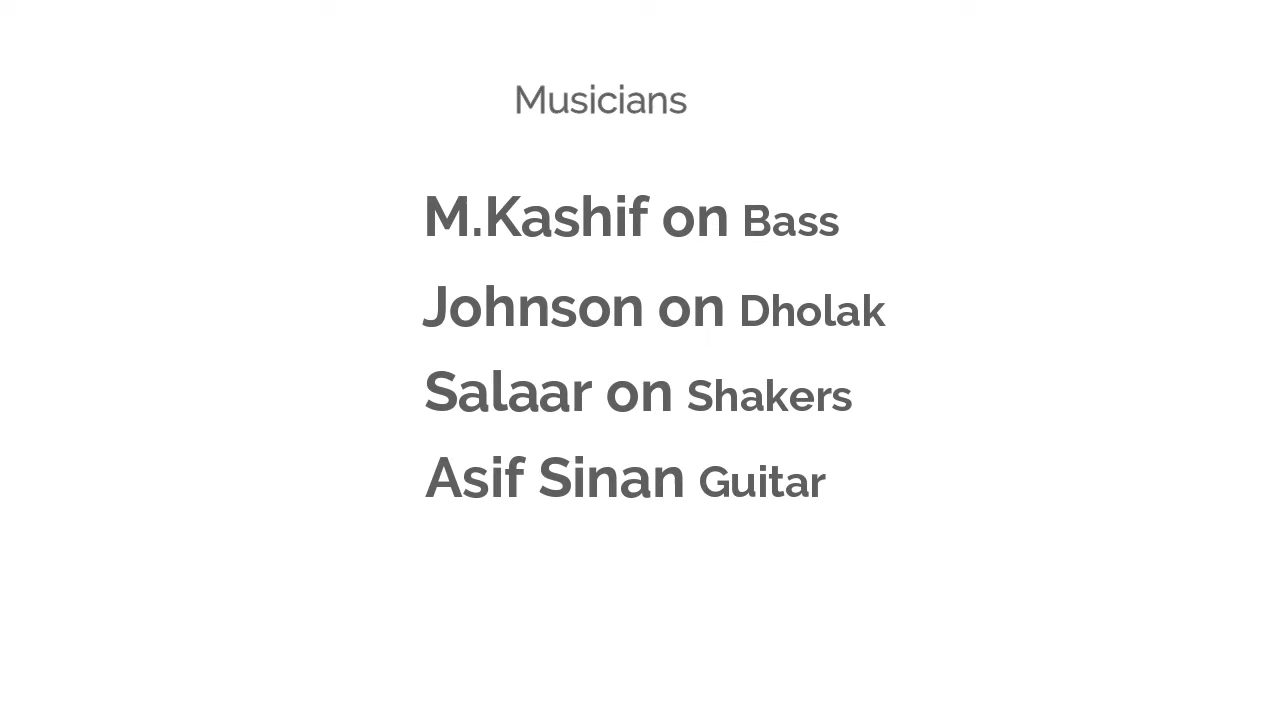 Musicians
M.Kashif on Bass
Johnson on Dholak
Salaar on Shakers
Asif Sinan Guitar